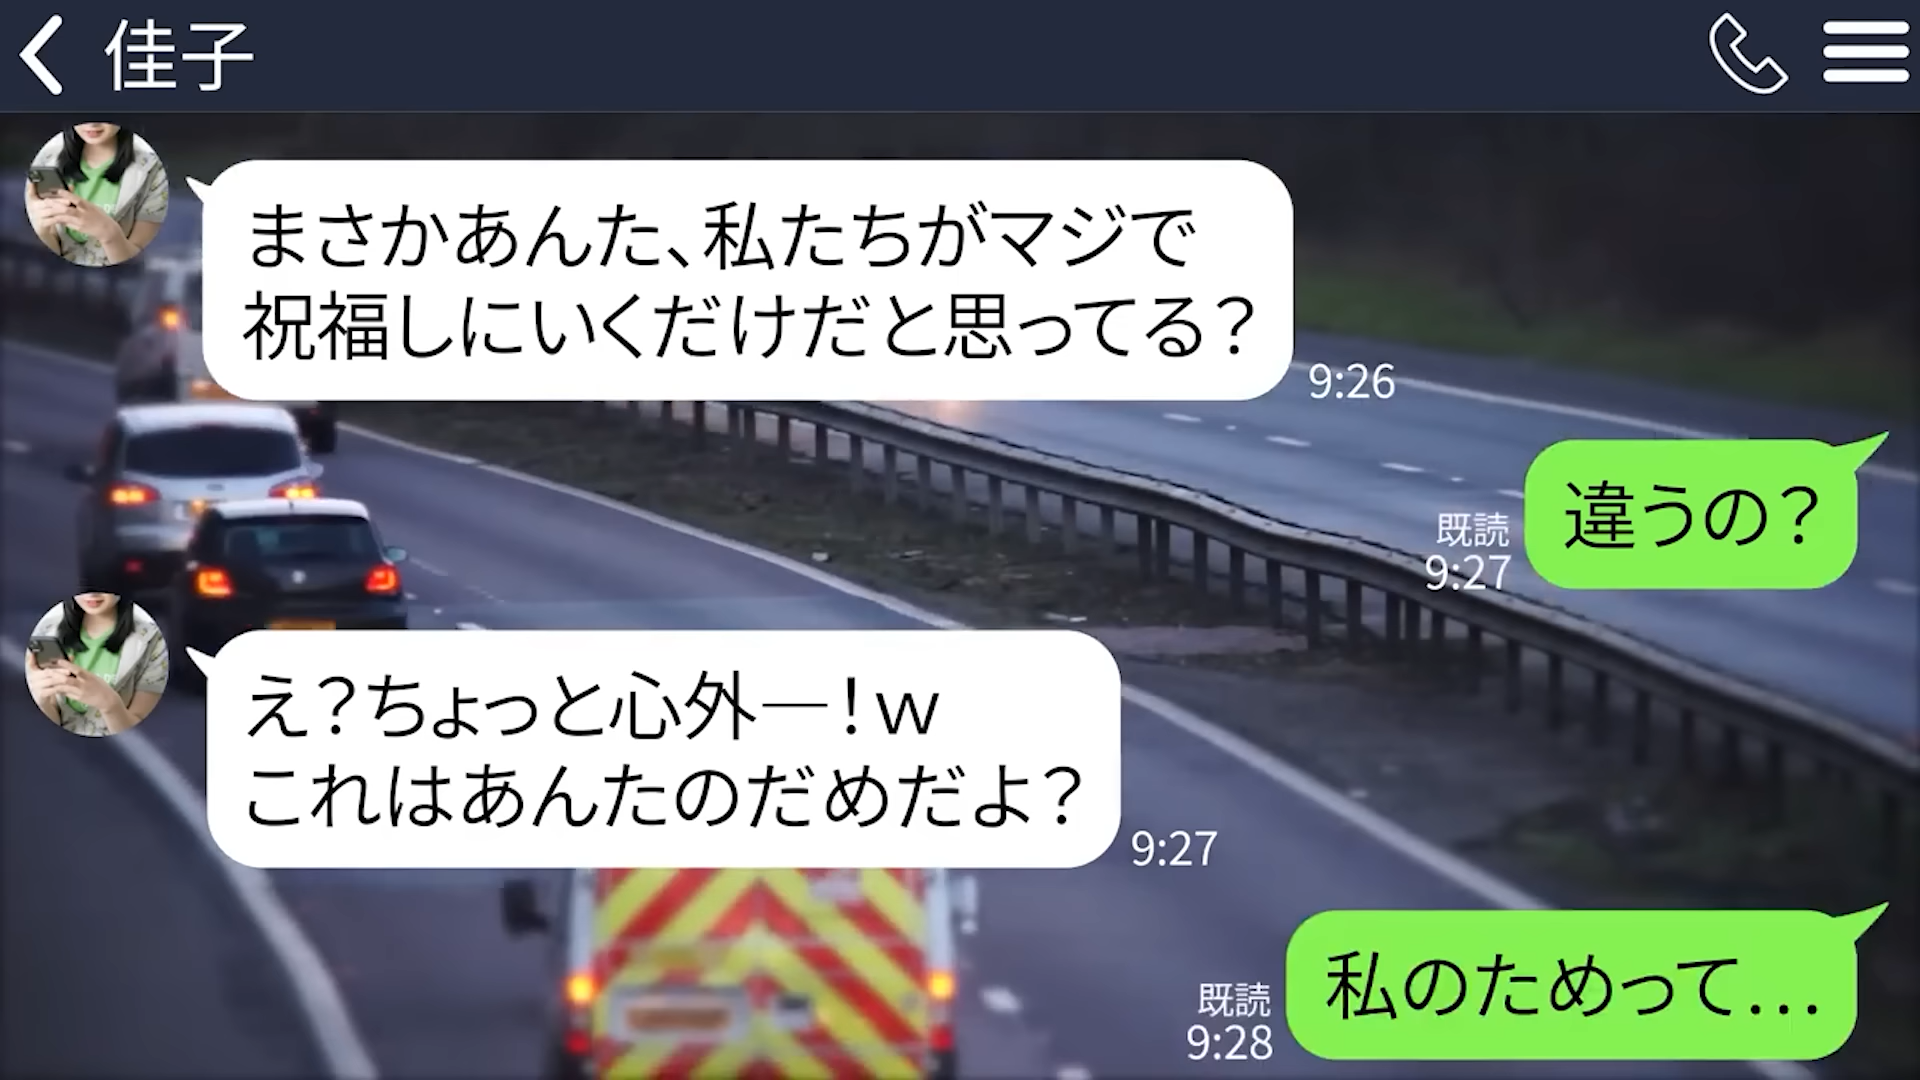 佳子
まさかあんた、私たちがマジで
祝福しにいくだけだと思ってる？
9:26
違うの？
既読
9:27
え？ちょっと心外―！ｗ
これはあんたのだめだよ？
9:27
私のためって…
既読
9:28